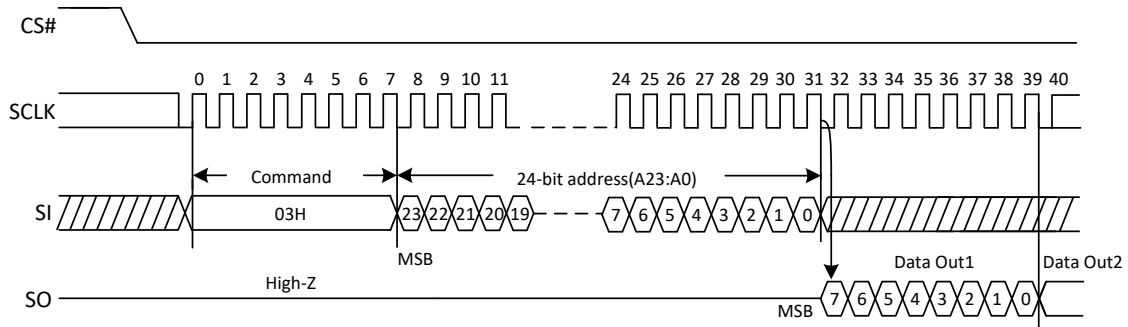 CS#
0 1 2 3 4 5 6 7 8 9 10 11 24 25 26 27 28 29 30 31 32 33 34 35 36 37 38 39 40
SCLK
Command 24-bit address(A23:A0)
SI 03H 23 22 21 20 19 7 6 5 4 3 2 1 0
MSB Data Out1 Data Out2
High-Z
SO MSB 7 6 5 4 3 2 1 0